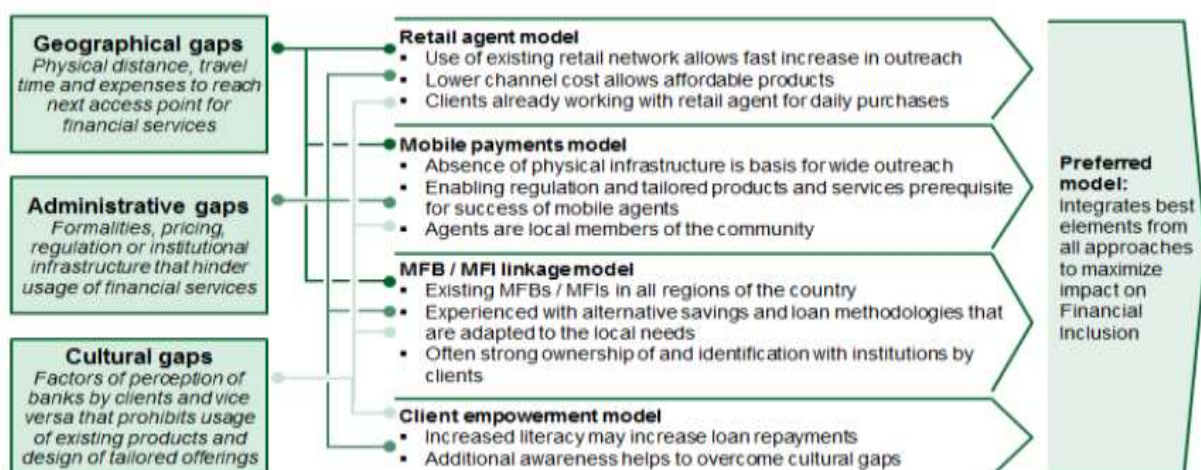 Geographical gaps
Physical distance, travel
time and expenses to reach
next access point for
financial services
Administrative gaps
Formalities, pricing,
regulation or institutional
infrastructure that hinder
usage of financial services
Cultural gaps
Factors of perception of
banks by clients and vice
versa that prohibits usage
of existing products and
design of tailored offerings
Retail agent model
▪ Use of existing retail network allows fast increase in outreach
▪ Lower channel cost allows affordable products
▪ Clients already working with retail agent for daily purchases
Mobile payments model
▪ Absence of physical infrastructure is basis for wide outreach
▪ Enabling regulation and tailored products and services prerequisite
for success of mobile agents
▪ Agents are local members of the community
MFB / MFI linkage model
▪ Existing MFBs / MFIs in all regions of the country
▪ Experienced with alternative savings and loan methodologies that
are adapted to the local needs
▪ Often strong ownership of and identification with institutions by
clients
Client empowerment model
▪ Increased literacy may increase loan repayments
▪ Additional awareness helps to overcome cultural gaps
Preferred
model:
Integrates best
elements from
all approaches
to maximize
impact on
Financial
Inclusion